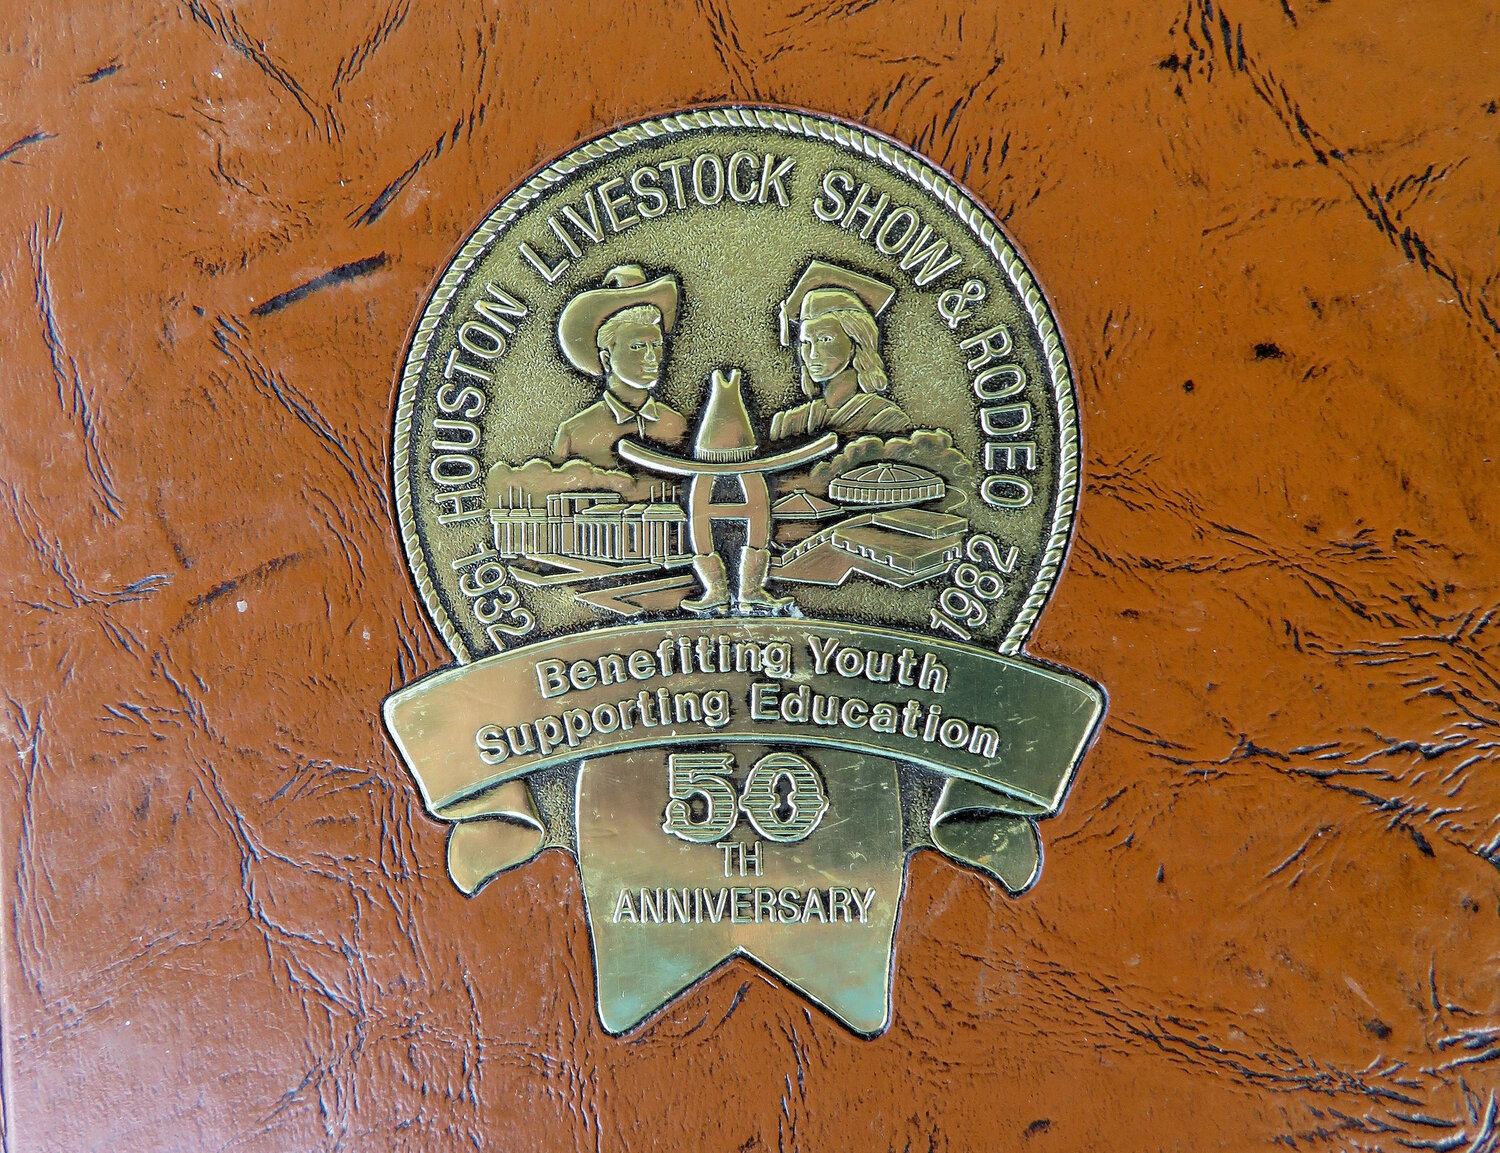 HOUSTON LIVESTOCK SHOW & RODEO
1932
1982
Benefiting Youth
Supporting Education
50
TH
ANNIVERSARY